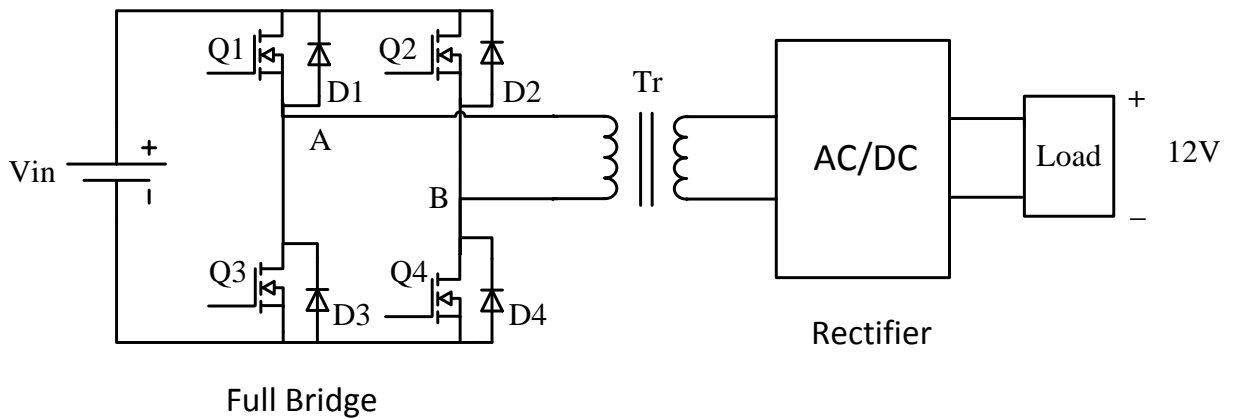 Q1
Q2
D1
D2
Tr
+
A
AC/DC
Load
12V
Vin
+
–
B
–
Q3
Q4
D3
D4
Rectifier
Full Bridge